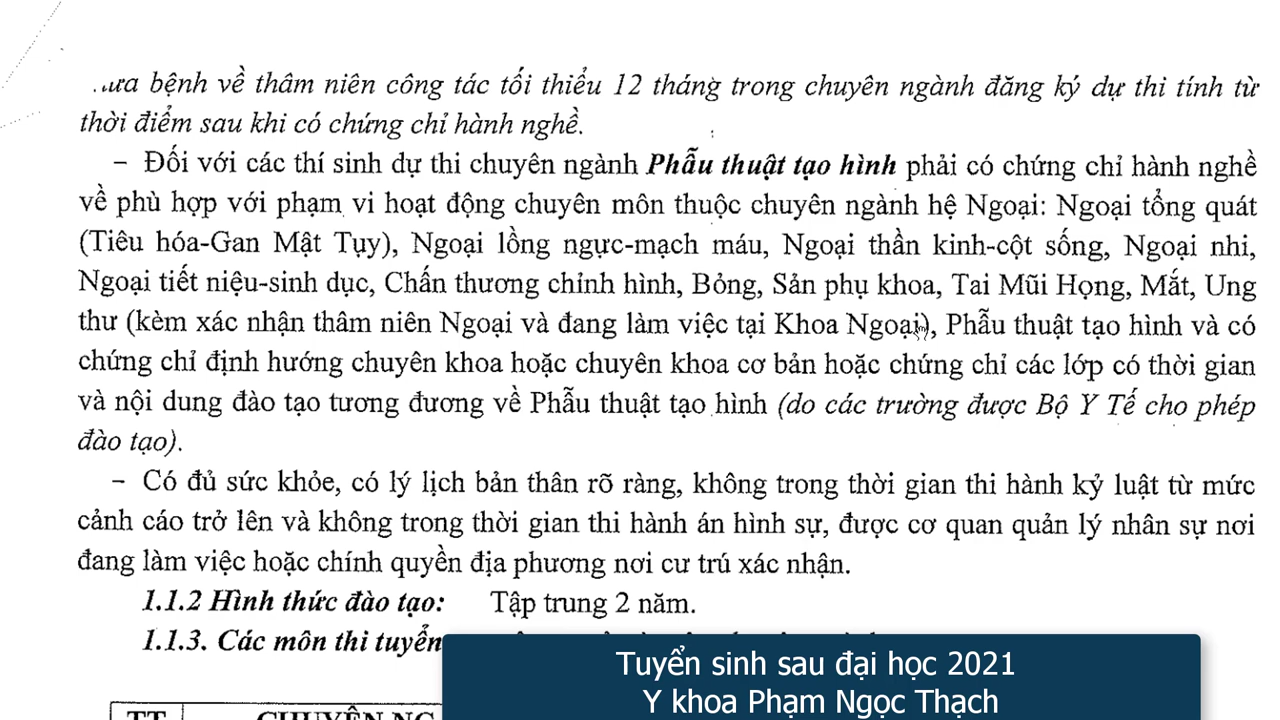 bệnh về thâm niên công tác tối thiểu 12 tháng trong chuyên ngành đăng ký dự thi tính từ
thời điểm sau khi có chứng chỉ hành nghề.
– Đối với các thí sinh dự thi chuyên ngành Phẫu thuật tạo hình phải có chứng chỉ hành nghề
về phù hợp với phạm vi hoạt động chuyên môn thuộc chuyên ngành hệ Ngoại: Ngoại tổng quát
(Tiêu hóa-Gan Mật Tụy), Ngoại lồng ngực-mạch máu, Ngoại thần kinh-cột sống, Ngoại nhi,
Ngoại tiết niệu-sinh dục, Chấn thương chỉnh hình, Bỏng, Sản phụ khoa, Tai Mũi Họng, Mắt, Ung
thư (kèm xác nhận thâm niên Ngoại và đang làm việc tại Khoa Ngoại), Phẫu thuật tạo hình và có
chứng chỉ định hướng chuyên khoa hoặc chuyên khoa cơ bản hoặc chứng chỉ các lớp có thời gian
và nội dung đào tạo tương đương về Phẫu thuật tạo hình (do các trường được Bộ Y Tế cho phép
đào tạo).
– Có đủ sức khỏe, có lý lịch bản thân rõ ràng, không trong thời gian thi hành kỷ luật từ mức
cảnh cáo trở lên và không trong thời gian thi hành án hình sự, được cơ quan quản lý nhân sự nơi
đang làm việc hoặc chính quyền địa phương nơi cư trú xác nhận.
1.1.2 Hình thức đào tạo: Tập trung 2 năm.
1.1.3. Các môn thi tuyển
TT CHUYÊN
Tuyển sinh sau đại học 2021
Y khoa Phạm Ngọc Thạch